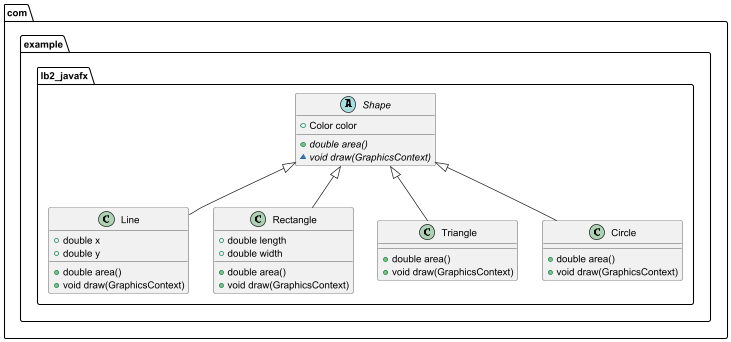 com
example
lb2_javafx
A Shape
Color color
double area()
void draw(GraphicsContext)
C Line
double x
double y
double area()
void draw(GraphicsContext)
C Rectangle
double length
double width
double area()
void draw(GraphicsContext)
C Triangle
double area()
void draw(GraphicsContext)
C Circle
double area()
void draw(GraphicsContext)